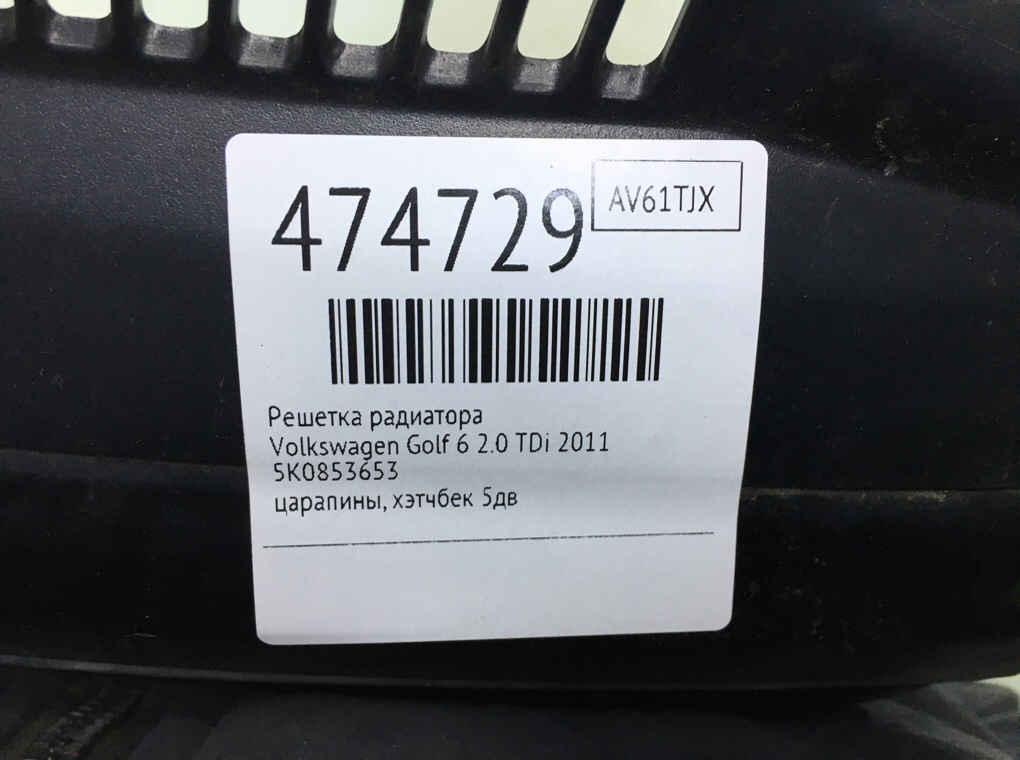 474729
AV61TJX
Решетка радиатора
Volkswagen Golf 6 2.0 TDi 2011
5K0853653
царапины, хэтчбек 5дв